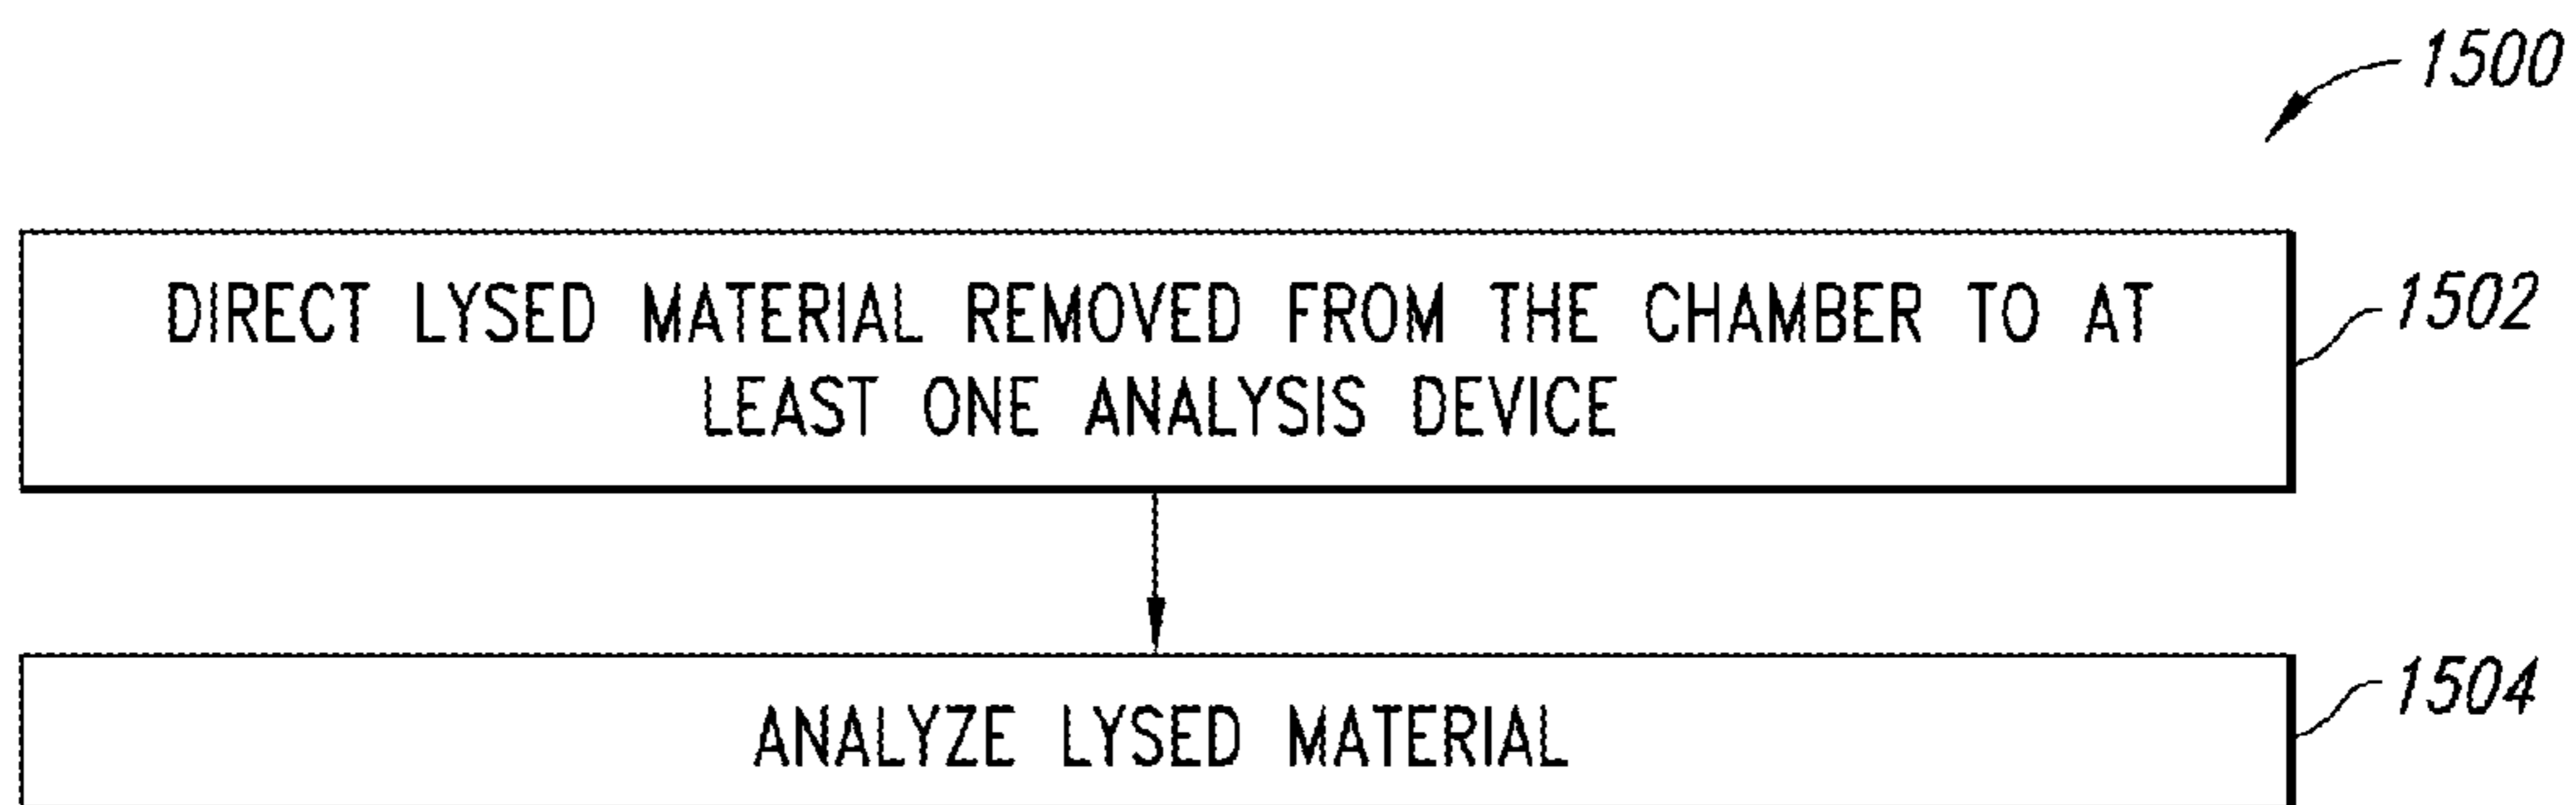 1500
DIRECT LYSED MATERIAL REMOVED FROM THE CHAMBER TO AT
LEAST ONE ANALYSIS DEVICE
1502
ANALYZE LYSED MATERIAL
1504